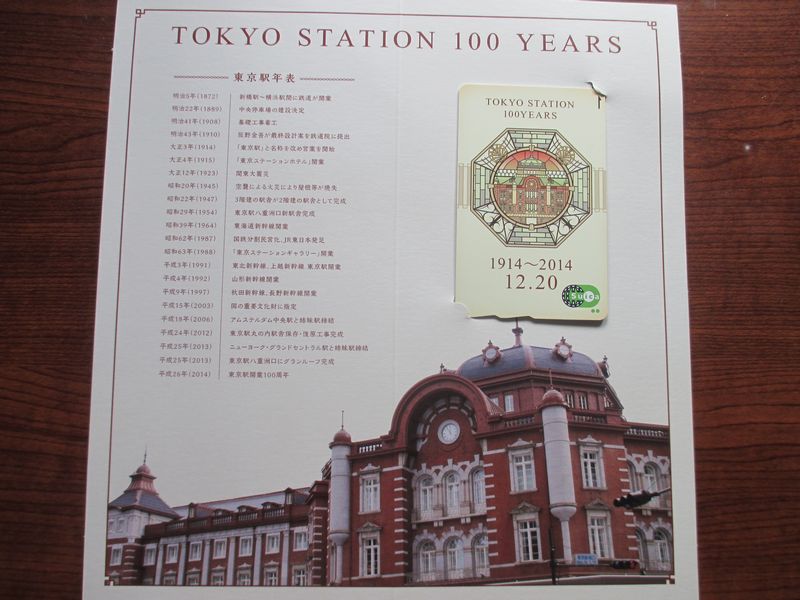 TOKYO STATION 100 YEARS
東京駅年表
明治5年(1872) 新橋駅〜横浜駅間に鉄道が開業
明治22年(1889) 中央停車場の建設決定
明治41年(1908) 基礎工事着工
明治43年(1910) 辰野金吾が最終設計案を鉄道院に提出
大正3年(1914) 「東京駅」と名称を改め営業を開始
大正4年(1915) 「東京ステーションホテル」開業
大正12年(1923) 関東大震災
昭和20年(1945) 空襲による火災により屋根等が焼失
昭和22年(1947) 3階建の駅舎が2階建の駅舎として完成
昭和29年(1954) 東京駅八重洲口新駅舎完成
昭和39年(1964) 東海道新幹線開業
昭和62年(1987) 国鉄分割民営化、JR東日本発足
昭和63年(1988) 「東京ステーションギャラリー」開業
平成3年(1991) 東北新幹線、上越新幹線、東京駅開業
平成4年(1992) 山形新幹線開業
平成9年(1997) 秋田新幹線、長野新幹線開業
平成15年(2003) 国の重要文化財に指定
平成18年(2006) アムステルダム中央駅と姉妹駅締結
平成24年(2012) 東京駅丸の内駅舎保存・復原工事完成
平成25年(2013) ニューヨーク・グランドセントラル駅と姉妹駅締結
平成25年(2013) 東京駅八重洲口にグランルーフ完成
平成26年(2014) 東京駅開業100周年
TOKYO STATION
100YEARS
1914〜2014
12.20
Suica